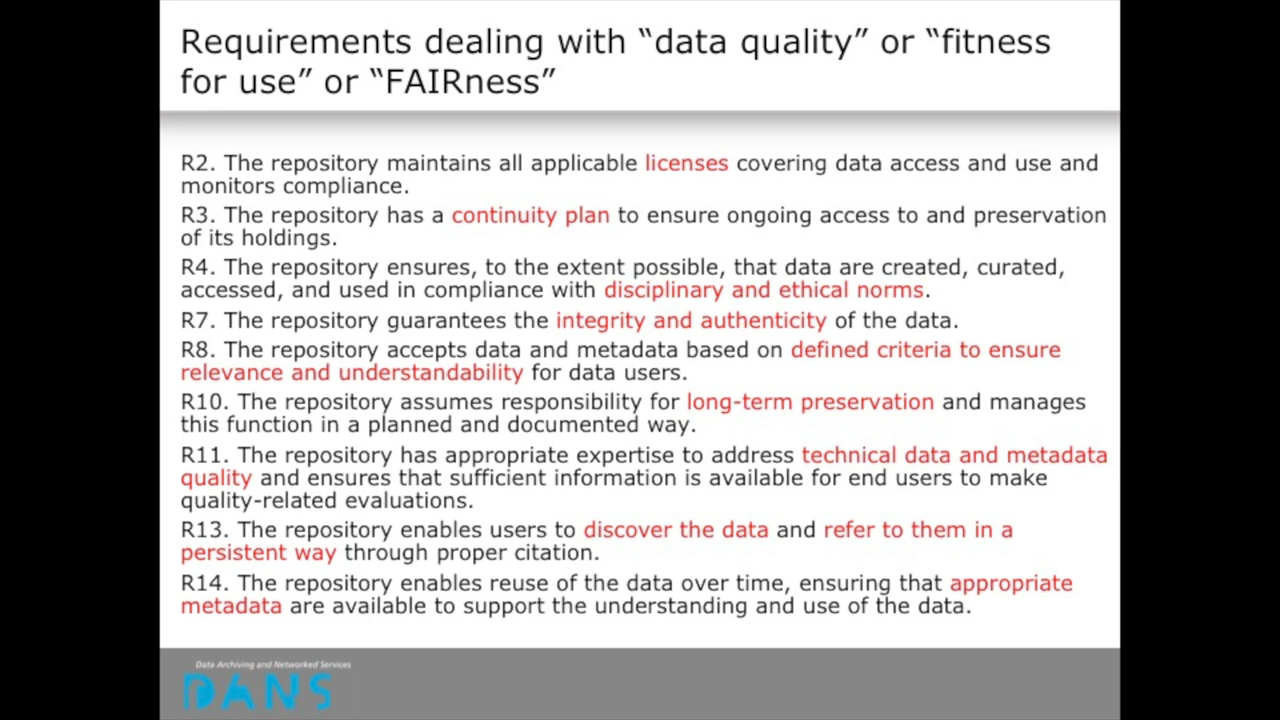 Requirements dealing with “data quality” or “fitness
for use” or “FAIRness”
R2. The repository maintains all applicable licenses covering data access and use and
monitors compliance.
R3. The repository has a continuity plan to ensure ongoing access to and preservation
of its holdings.
R4. The repository ensures, to the extent possible, that data are created, curated,
accessed, and used in compliance with disciplinary and ethical norms.
R7. The repository guarantees the integrity and authenticity of the data.
R8. The repository accepts data and metadata based on defined criteria to ensure
relevance and understandability for data users.
R10. The repository assumes responsibility for long-term preservation and manages
this function in a planned and documented way.
R11. The repository has appropriate expertise to address technical data and metadata
quality and ensures that sufficient information is available for end users to make
quality-related evaluations.
R13. The repository enables users to discover the data and refer to them in a
persistent way through proper citation.
R14. The repository enables reuse of the data over time, ensuring that appropriate
metadata are available to support the understanding and use of the data.
Data Archiving and Networked Services
DANS